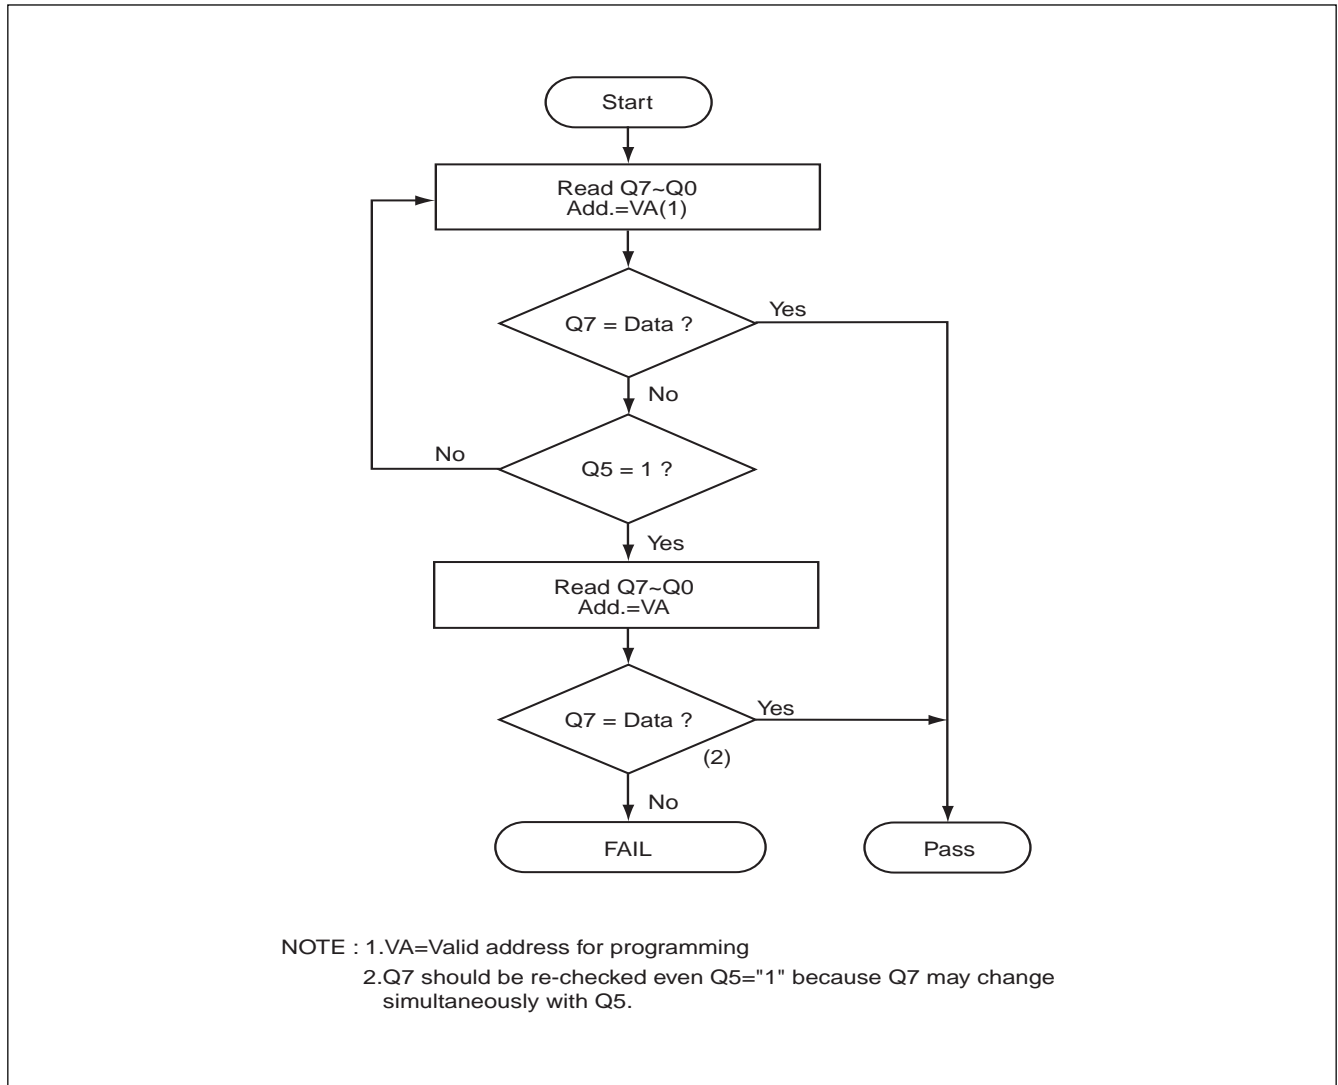 Start
Read Q7~Q0
Add.=VA(1)
Q7 = Data ?
Yes
No
No
Q5 = 1 ?
Yes
Read Q7~Q0
Add.=VA
Q7 = Data ?
Yes
(2)
No
FAIL
Pass
NOTE : 1.VA=Valid address for programming
2.Q7 should be re-checked even Q5="1" because Q7 may change
simultaneously with Q5.